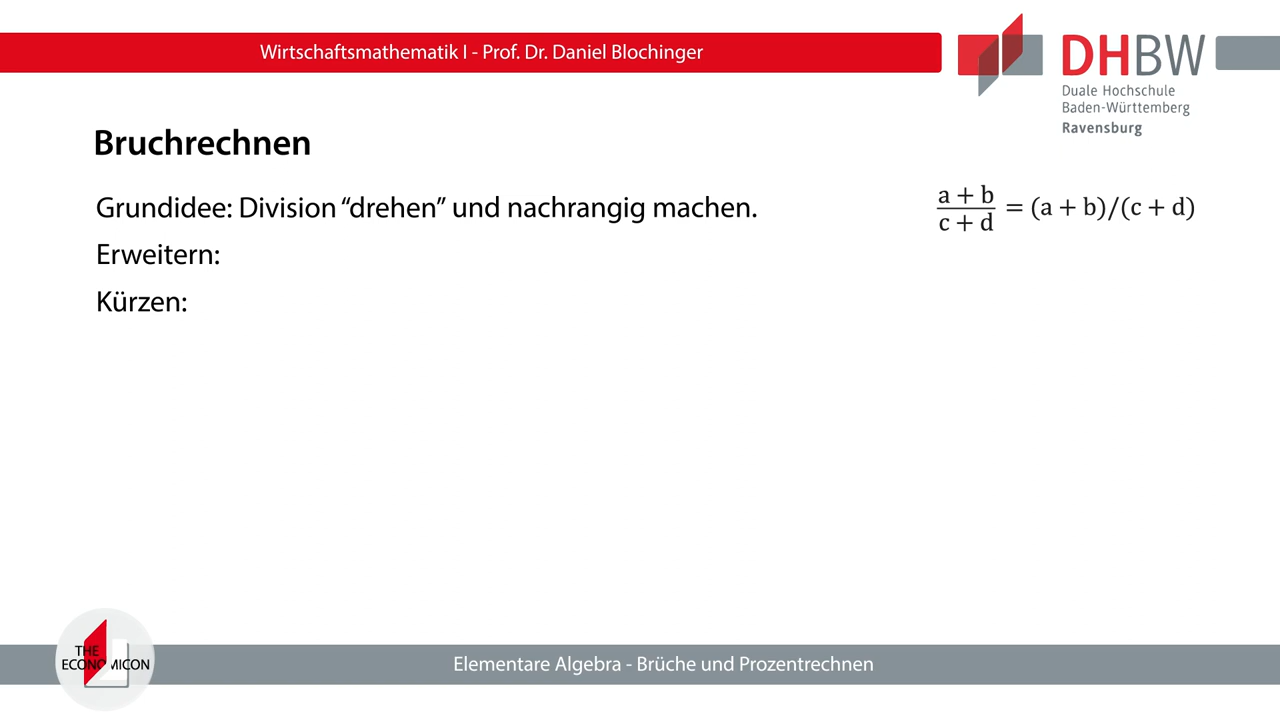 Wirtschaftsmathematik I - Prof. Dr. Daniel Blochinger
DHBW
Duale Hochschule
Baden-Württemberg
Ravensburg
Bruchrechnen
Grundidee: Division “drehen” und nachrangig machen.
a + b
c + d
= (a + b)/(c + d)
Erweitern:
Kürzen:
THE
ECONOMICON
Elementare Algebra - Brüche und Prozentrechnen